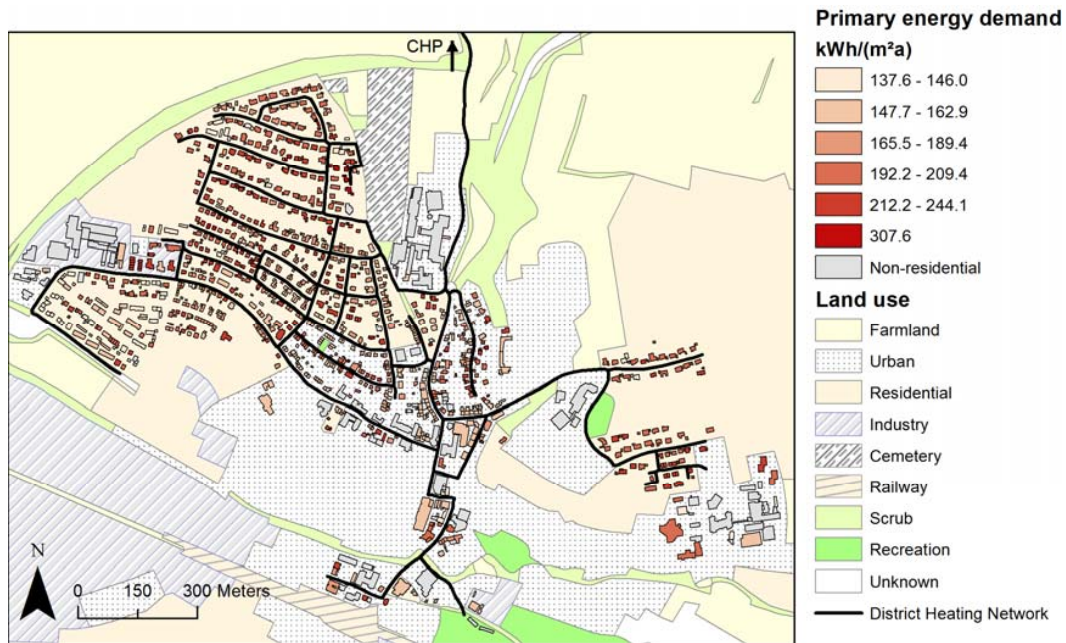 CHP
N
0 150 300 Meters
Primary energy demand
kWh/(m²a)
137.6 - 146.0
147.7 - 162.9
165.5 - 189.4
192.2 - 209.4
212.2 - 244.1
307.6
Non-residential
Land use
Farmland
Urban
Residential
Industry
Cemetery
Railway
Scrub
Recreation
Unknown
District Heating Network